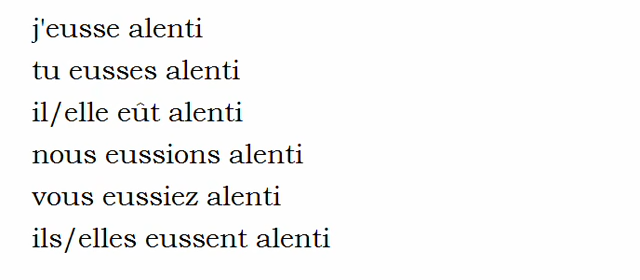 j'eusse alenti
tu eusses alenti
il/elle eût alenti
nous eussions alenti
vous eussiez alenti
ils/elles eussent alenti